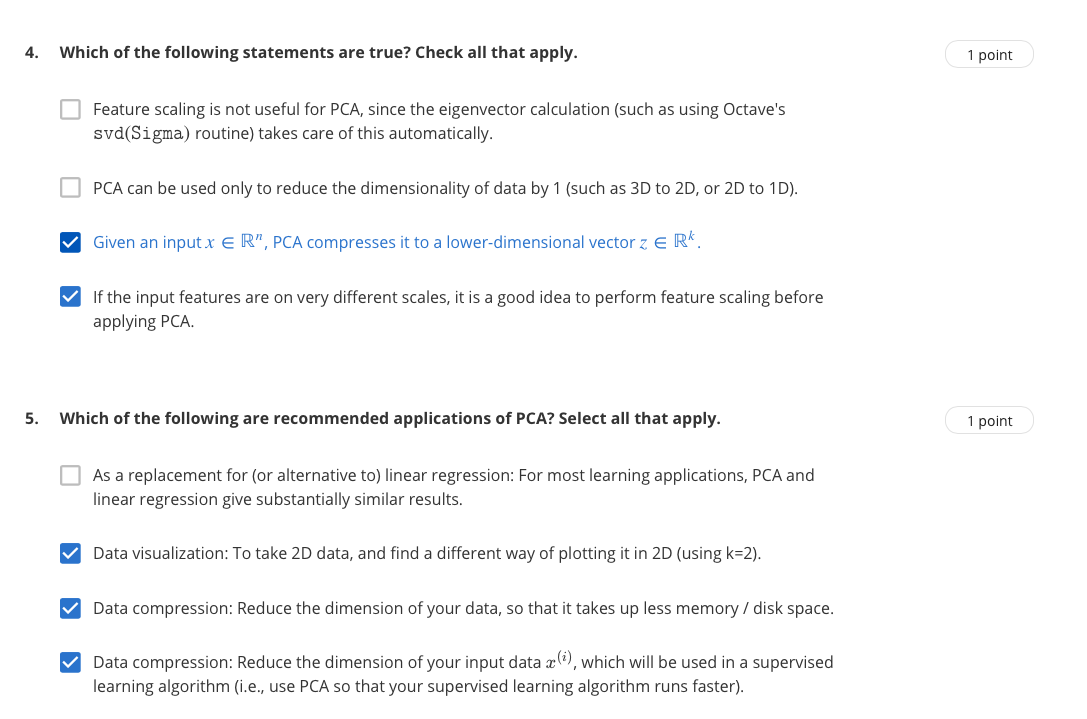 4. Which of the following statements are true? Check all that apply. 1 point
Feature scaling is not useful for PCA, since the eigenvector calculation (such as using Octave's
svd(Sigma) routine) takes care of this automatically.
PCA can be used only to reduce the dimensionality of data by 1 (such as 3D to 2D, or 2D to 1D).
Given an input x ∈ ℝⁿ, PCA compresses it to a lower-dimensional vector z ∈ ℝᵏ.
If the input features are on very different scales, it is a good idea to perform feature scaling before
applying PCA.
5. Which of the following are recommended applications of PCA? Select all that apply. 1 point
As a replacement for (or alternative to) linear regression: For most learning applications, PCA and
linear regression give substantially similar results.
Data visualization: To take 2D data, and find a different way of plotting it in 2D (using k=2).
Data compression: Reduce the dimension of your data, so that it takes up less memory / disk space.
Data compression: Reduce the dimension of your input data x⁽ⁱ⁾, which will be used in a supervised
learning algorithm (i.e., use PCA so that your supervised learning algorithm runs faster).